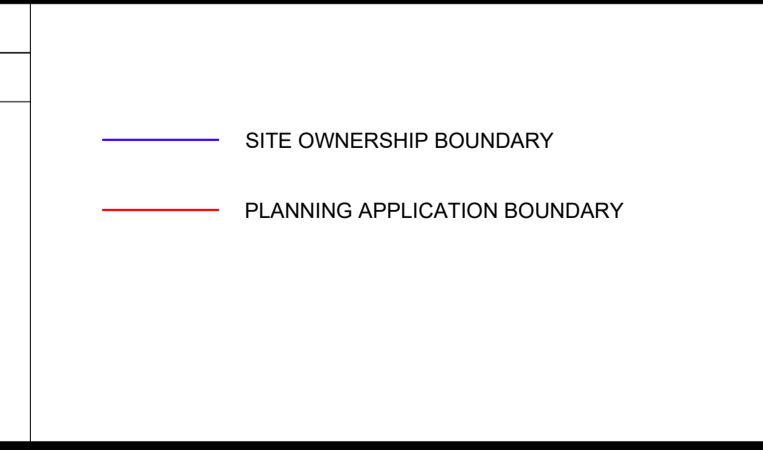 SITE OWNERSHIP BOUNDARY
PLANNING APPLICATION BOUNDARY